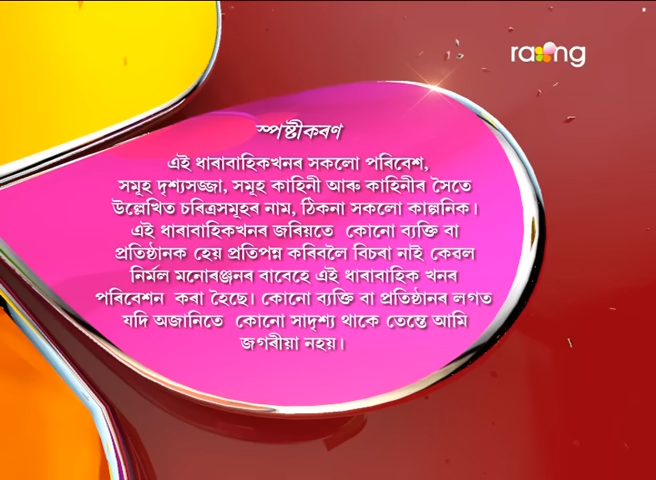 rang
স্পষ্টীকৰণ
এই ধাৰাবাহিকখনৰ সকলো পৰিবেশ,
সমূহ দৃশ্যসজ্জা, সমূহ কাহিনী আৰু কাহিনীৰ সৈতে
উল্লেখিত চৰিত্ৰসমূহৰ নাম, ঠিকনা সকলো কাল্পনিক।
এই ধাৰাবাহিকখনৰ জৰিয়তে কোনো ব্যক্তি বা
প্ৰতিষ্ঠানক হেয় প্ৰতিপন্ন কৰিবলৈ বিচৰা নাই কেৱল
নিৰ্মল মনোৰঞ্জনৰ বাবেহে এই ধাৰাবাহিক খনৰ
পৰিবেশন কৰা হৈছে। কোনো ব্যক্তি বা প্ৰতিষ্ঠানৰ লগত
যদি অজানিতে কোনো সাদৃশ্য থাকে তেন্তে আমি
জগৰীয়া নহয়।